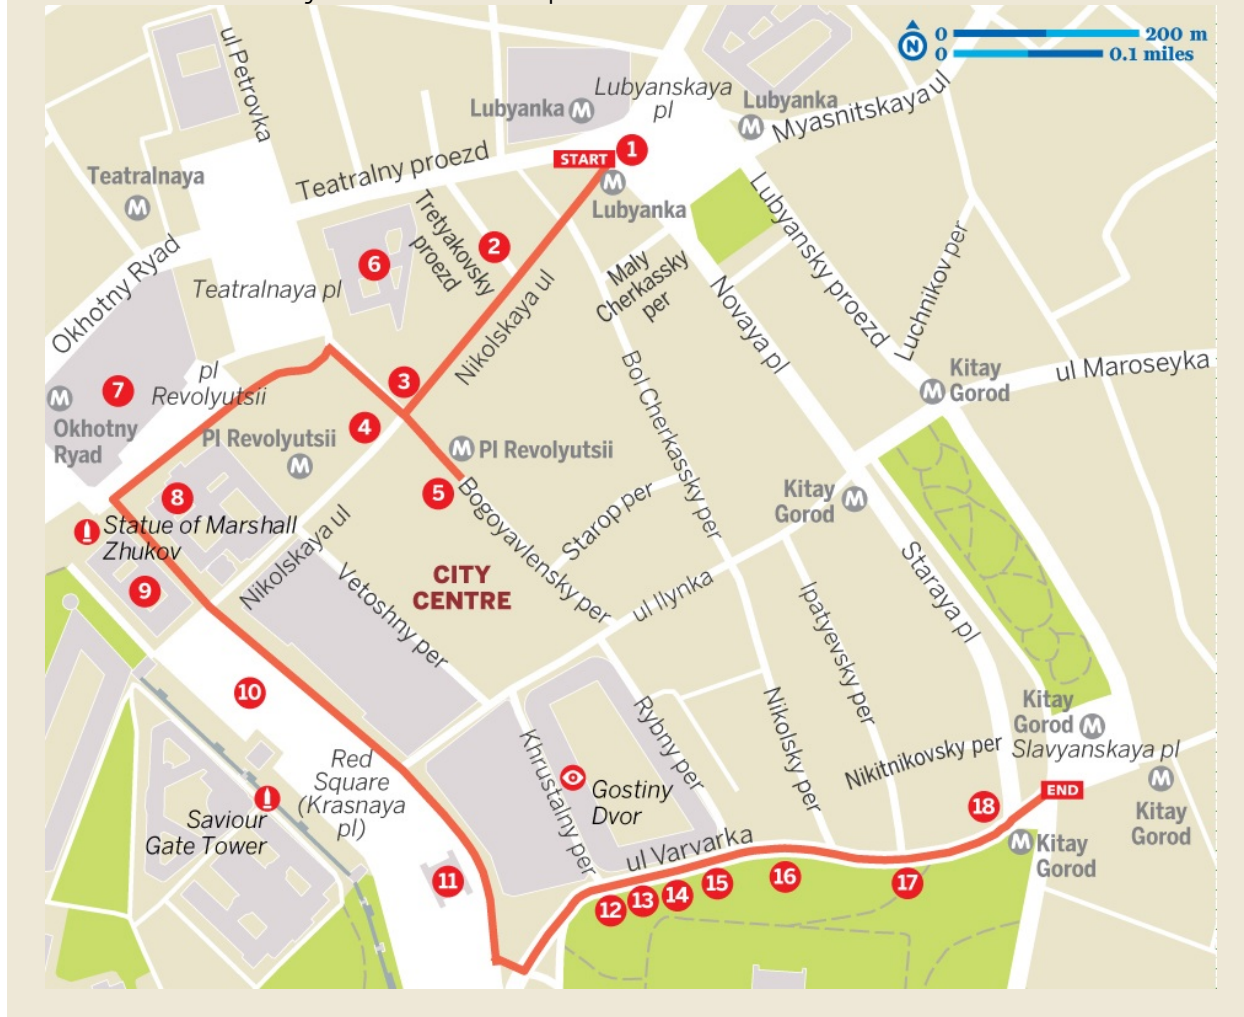 ul Petrovka
N
0
200 m
0
0.1 miles
Lubyanskaya
pl
Lubyanka M
Lubyanka
M
Myasnitskaya ul
Teatralny proezd
START
1
M
Lubyanka
Teatralnaya
M
Tretyakovsky
proezd
2
Lubyansky proezd
Luchnikov per
Okhotny Ryad
6
Teatralnaya pl
Maly
Cherkassky
per
Novaya pl
Nikolskaya ul
pl
Revolyutsii
7
3
M
Okhotny
Ryad
4
Pl Revolyutsii
M
M Pl Revolyutsii
Bol Cherkassky per
Kitay
M Gorod
ul Maroseyka
5
8
Bogoyavlensky per
Starop per
Kitay
Gorod M
Statue of Marshall
Zhukov
Nikolskaya ul
Vetoshny per
CITY
CENTRE
ul Ilynka
Ipatyevsky per
Staraya pl
9
10
Red
Square
(Krasnaya
pl)
Khrustalny per
Rybny per
Nikolsky per
Nikitnikovsky per
Kitay
Gorod M
Slavyanskaya pl
M
Kitay
Gorod
Gostiny
Dvor
Saviour
Gate Tower
END
18
M Kitay
Gorod
ul Varvarka
11
12
13
14
15
16
17